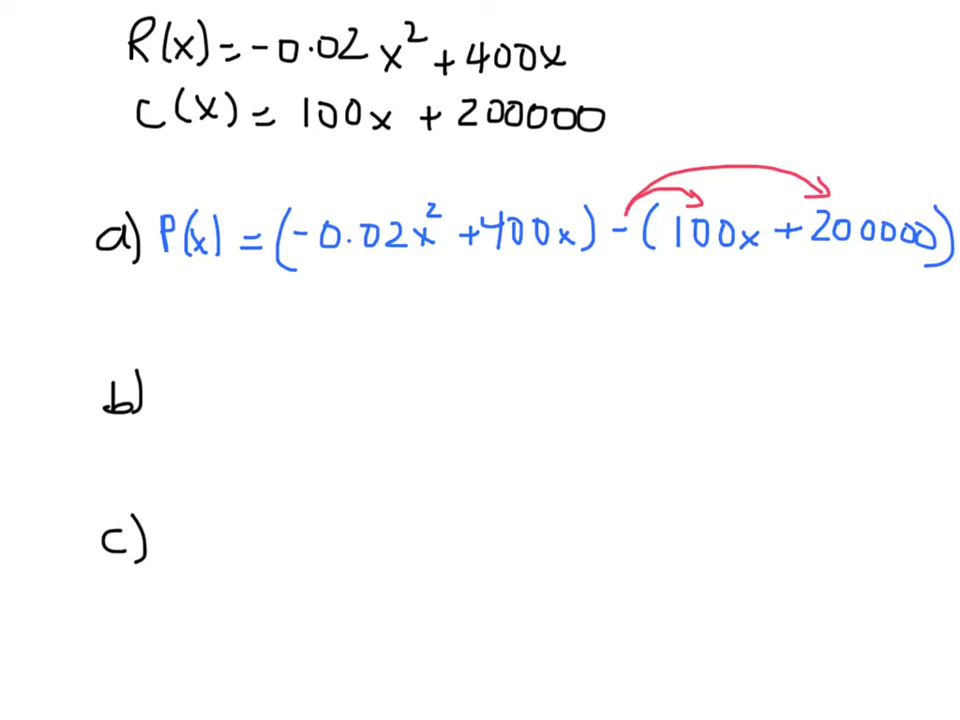 R(x) = -0.02x² + 400x
C(x) = 100x + 200000
a) P(x) = (-0.02x² + 400x) - (100x + 200000)
b)
c)